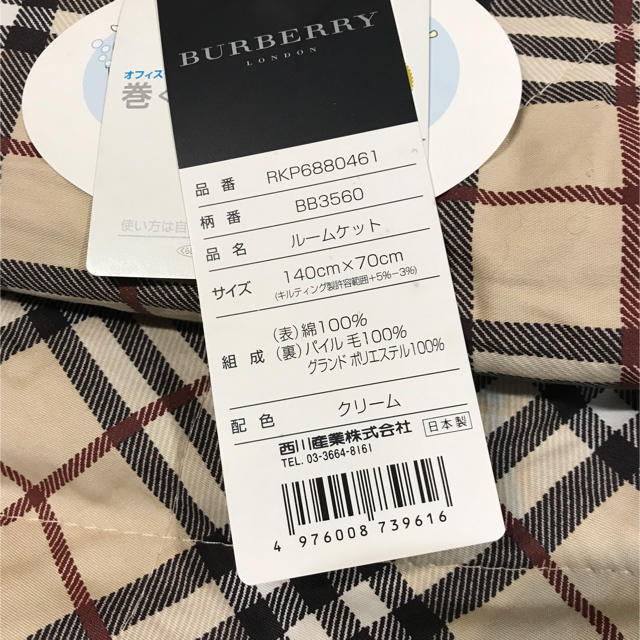 BURBERRY
LONDON
オフィス
巻く
使い方は自
品番 RKP6880461
柄番 BB3560
品名 ルームケット
サイズ 140cm×70cm
(キルティング製許容範囲+5%-3%)
(表)綿100%
組成 (裏)パイル 毛100%
グランド ポリエステル100%
配色 クリーム
西川産業株式会社 日本製
TEL. 03-3664-8161
4 976008 739616